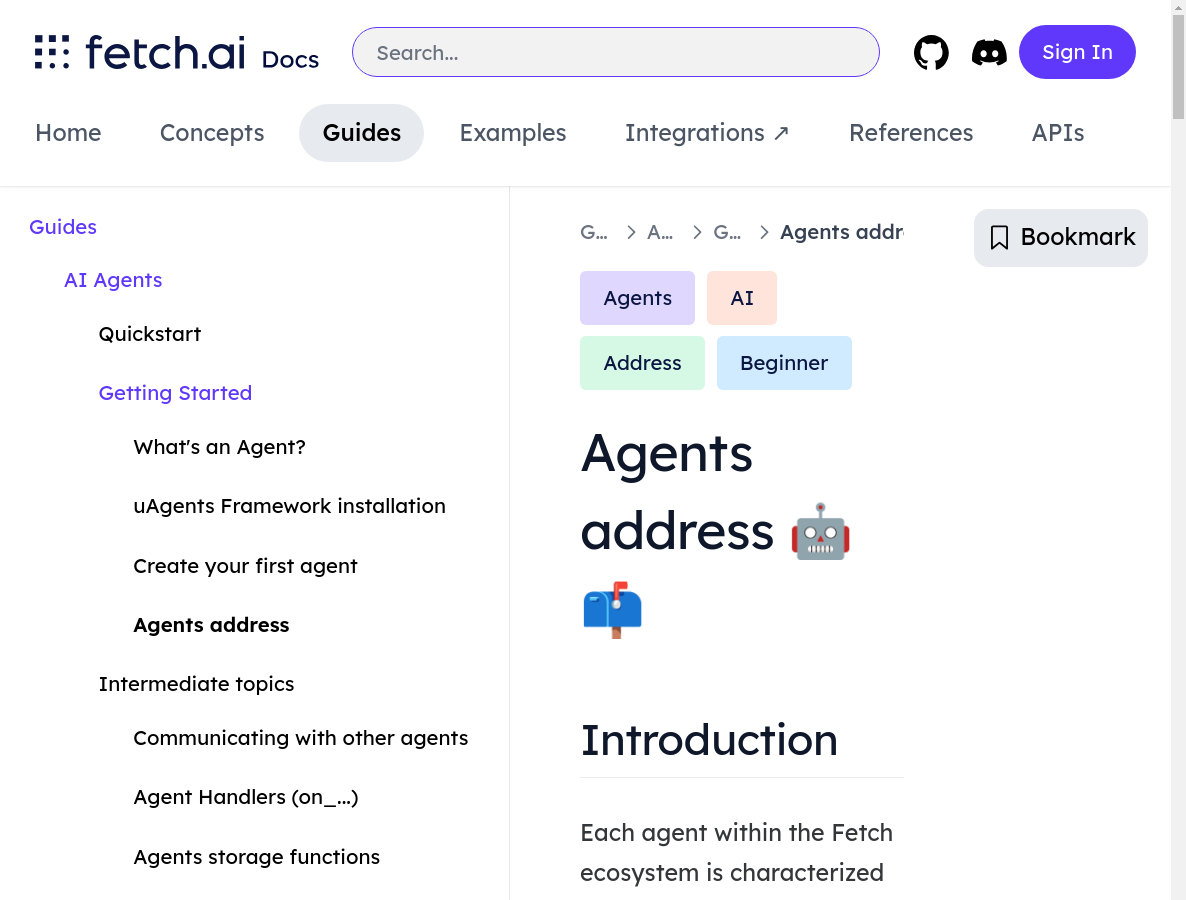 fetch.ai Docs
Search...
Sign In
Home
Concepts
Guides
Examples
Integrations ↗
References
APIs
Guides
AI Agents
Quickstart
Getting Started
What's an Agent?
uAgents Framework installation
Create your first agent
Agents address
Intermediate topics
Communicating with other agents
Agent Handlers (on_...)
Agents storage functions
G... > A... > G... > Agents addr
Bookmark
Agents
AI
Address
Beginner
Agents
address 🤖
📫
Introduction
Each agent within the Fetch
ecosystem is characterized